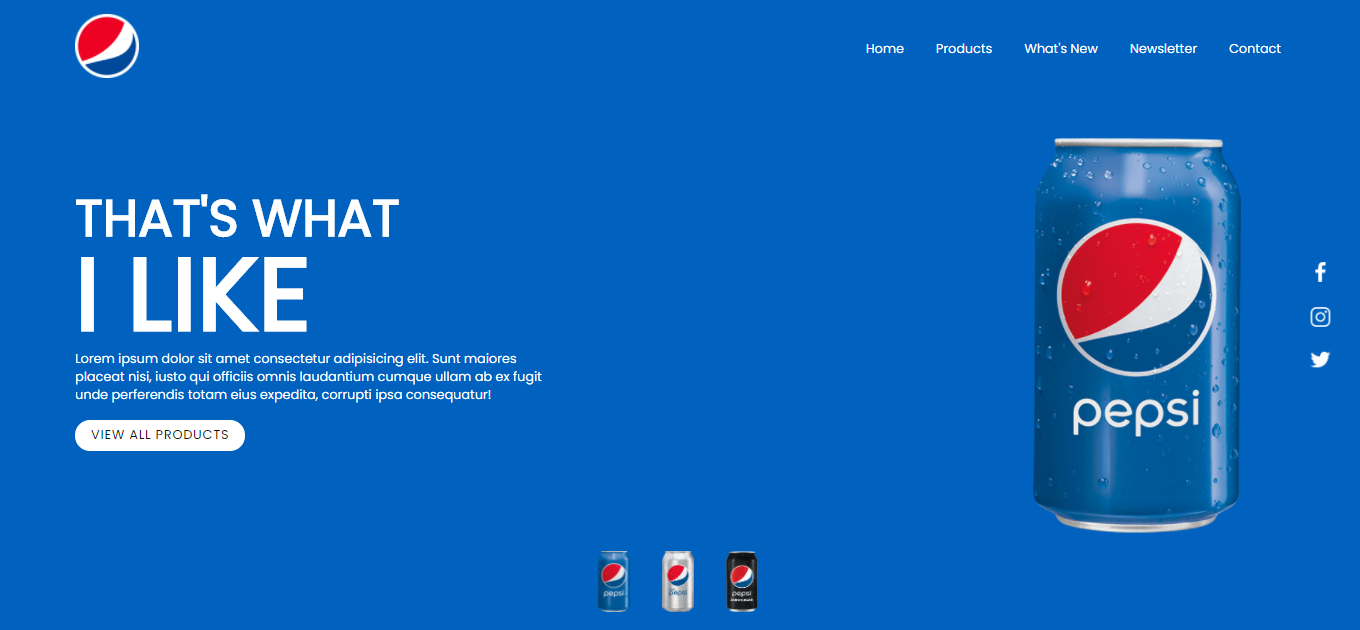 Home Products What's New Newsletter Contact
THAT'S WHAT
I LIKE
Lorem ipsum dolor sit amet consectetur adipisicing elit. Sunt maiores
placeat nisi, iusto qui officiis omnis laudantium cumque ullam ab ex fugit
unde perferendis totam eius expedita, corrupti ipsa consequatur!
VIEW ALL PRODUCTS
pepsi
pepsi
pepsi
pepsi